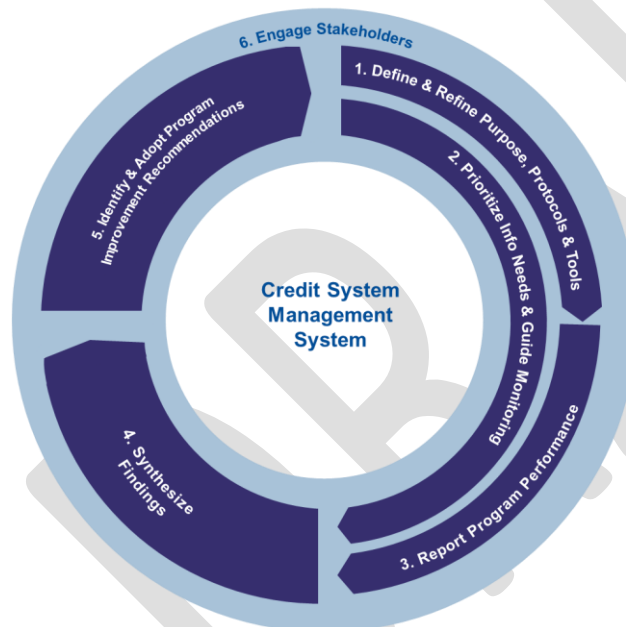 6. Engage Stakeholders
1. Define & Refine Purpose, Protocols & Tools
2. Prioritize Info Needs & Guide Monitoring
3. Report Program Performance
4. Synthesize
Findings
5. Identify & Adopt Program
Improvement Recommendations
Credit System
Management
System